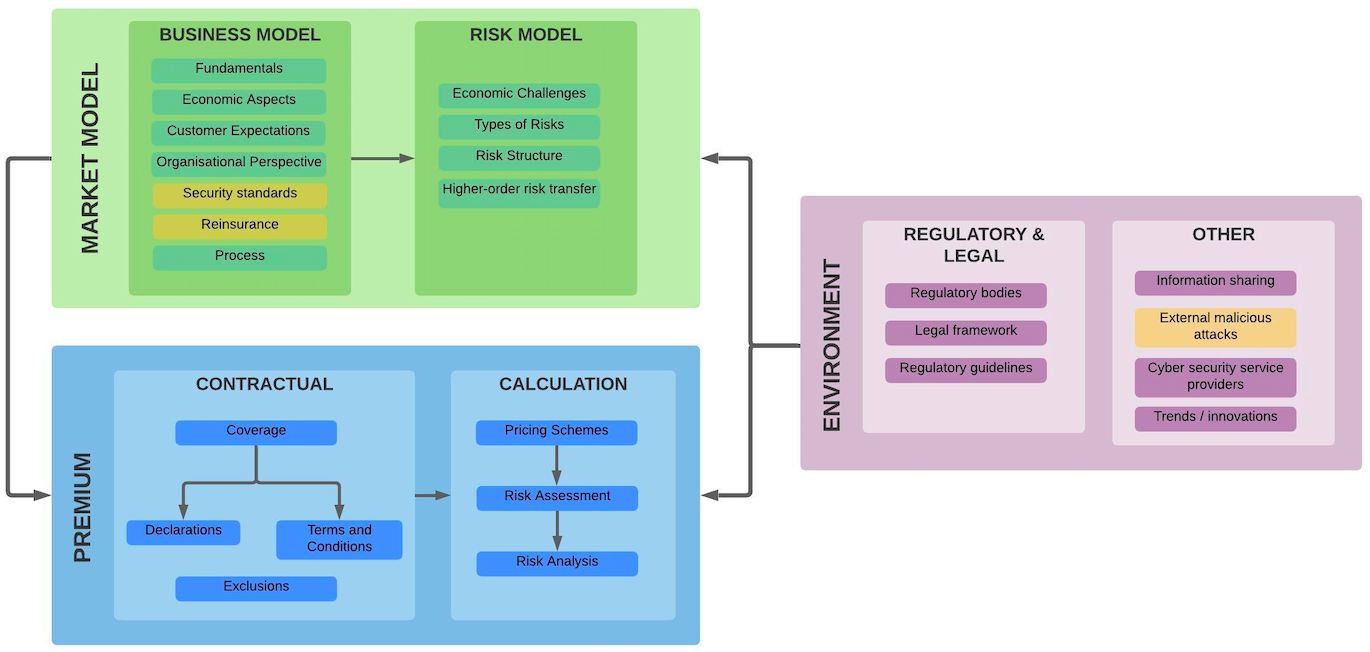 MARKET MODEL
BUSINESS MODEL
Fundamentals
Economic Aspects
Customer Expectations
Organisational Perspective
Security standards
Reinsurance
Process
RISK MODEL
Economic Challenges
Types of Risks
Risk Structure
Higher-order risk transfer
PREMIUM
CONTRACTUAL
Coverage
Declarations
Terms and
Conditions
Exclusions
CALCULATION
Pricing Schemes
Risk Assessment
Risk Analysis
ENVIRONMENT
REGULATORY &
LEGAL
Regulatory bodies
Legal framework
Regulatory guidelines
OTHER
Information sharing
External malicious
attacks
Cyber security service
providers
Trends / innovations